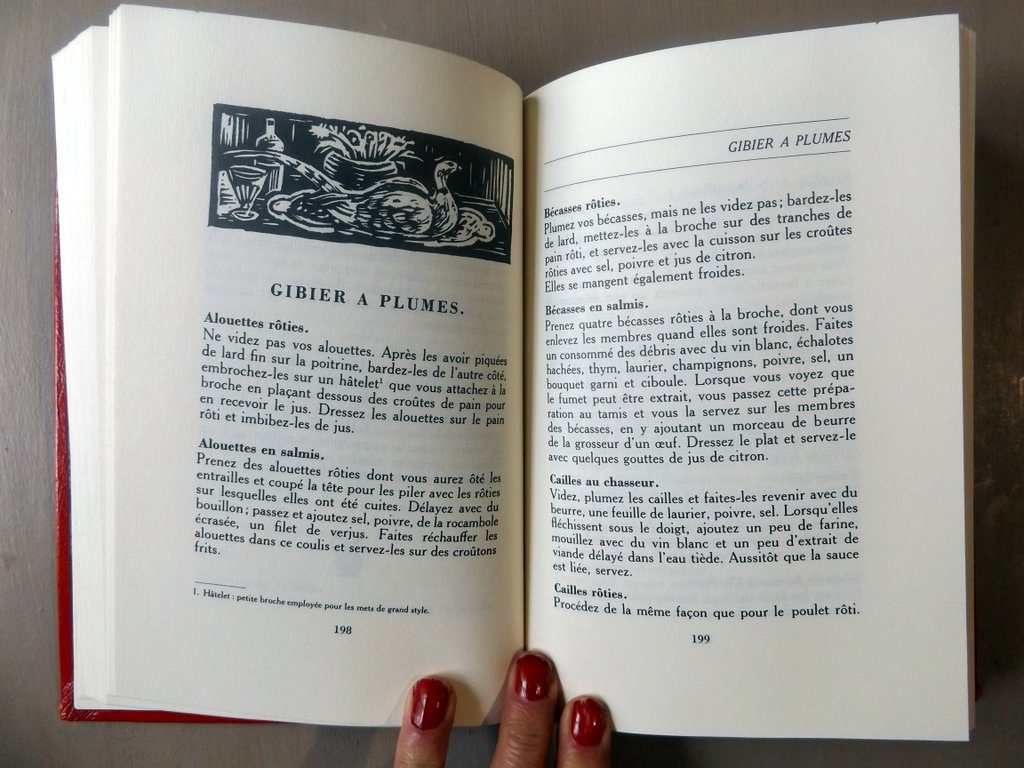 GIBIER A PLUMES.
Alouettes rôties.
Ne videz pas vos alouettes. Après les avoir piquées
de lard fin sur la poitrine, bardez-les de l'autre côté,
embrochez-les sur un hâtelet¹ que vous attachez à la
broche en plaçant dessous des croûtes de pain pour
en recevoir le jus. Dressez les alouettes sur le pain
rôti et imbibez-les de jus.
Alouettes en salmis.
Prenez des alouettes rôties dont vous aurez ôté les
entrailles et coupé la tête pour les piler avec les rôties
sur lesquelles elles ont été cuites. Délayez avec du
bouillon; passez et ajoutez sel, poivre, de la rocambole
écrasée, un filet de verjus. Faites réchauffer les
alouettes dans ce coulis et servez-les sur des croûtons
frits.
1. Hâtelet : petite broche employée pour les mets de grand style.
198
GIBIER A PLUMES
Bécasses rôties.
Plumez vos bécasses, mais ne les videz pas; bardez-les
de lard, mettez-les à la broche sur des tranches de
pain rôti, et servez-les avec la cuisson sur les croûtes
rôties avec sel, poivre et jus de citron.
Elles se mangent également froides.
Bécasses en salmis.
Prenez quatre bécasses rôties à la broche, dont vous
enlevez les membres quand elles sont froides. Faites
un consommé des débris avec du vin blanc, échalotes
hachées, thym, laurier, champignons, poivre, sel, un
bouquet garni et ciboule. Lorsque vous voyez que
le fumet peut être extrait, vous passez cette prépa-
ration au tamis et vous la servez sur les membres
des bécasses, en y ajoutant un morceau de beurre
de la grosseur d'un œuf. Dressez le plat et servez-le
avec quelques gouttes de jus de citron.
Cailles au chasseur.
Videz, plumez les cailles et faites-les revenir avec du
beurre, une feuille de laurier, poivre, sel. Lorsqu'elles
fléchissent sous le doigt, ajoutez un peu de farine,
mouillez avec du vin blanc et un peu d'extrait de
viande délayé dans l'eau tiède. Aussitôt que la sauce
est liée, servez.
Cailles rôties.
Procédez de la même façon que pour le poulet rôti.
199